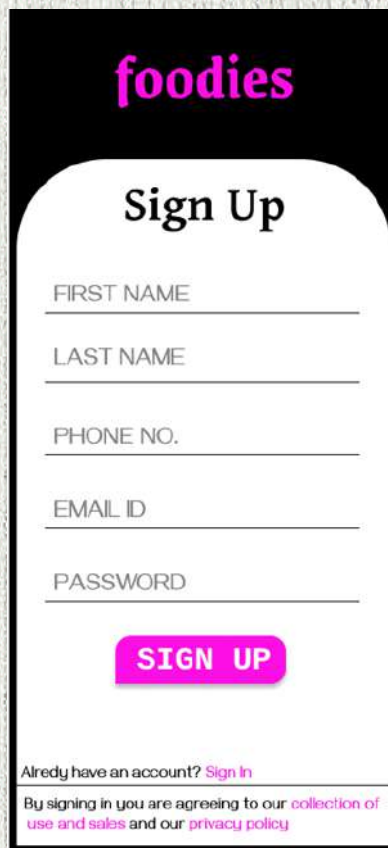 foodies
Sign Up
FIRST NAME
LAST NAME
PHONE NO.
EMAIL ID
PASSWORD
SIGN UP
Alredy have an account? Sign In
By signing in you are agreeing to our collection of
use and sales and our privacy policy